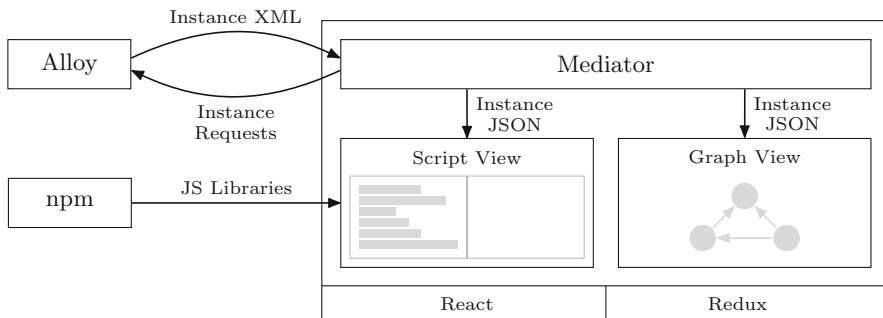 Instance XML
Alloy
Mediator
Instance
Requests
Instance
JSON
Instance
JSON
Script View
Graph View
npm
JS Libraries
React
Redux